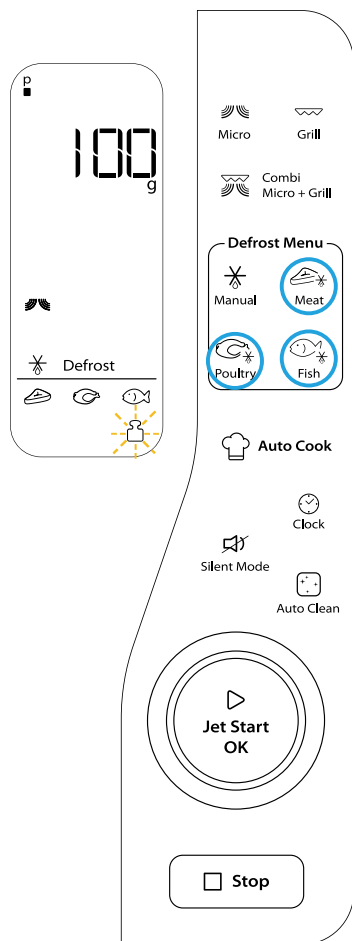 p
100
g
Defrost
Micro
Grill
Combi
Micro + Grill
Defrost Menu
Manual
Meat
Poultry
Fish
Auto Cook
Clock
Silent Mode
Auto Clean
Jet Start
OK
Stop